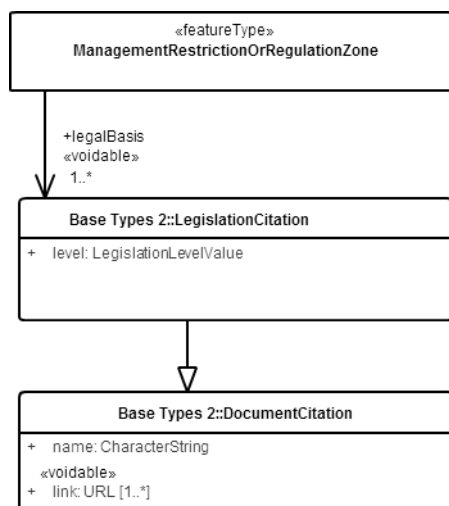 «featureType»
ManagementRestrictionOrRegulationZone
+legalBasis
«voidable»
1..*
Base Types 2::LegislationCitation
+ level: LegislationLevelValue
Base Types 2::DocumentCitation
+ name: CharacterString
«voidable»
+ link: URL [1..*]